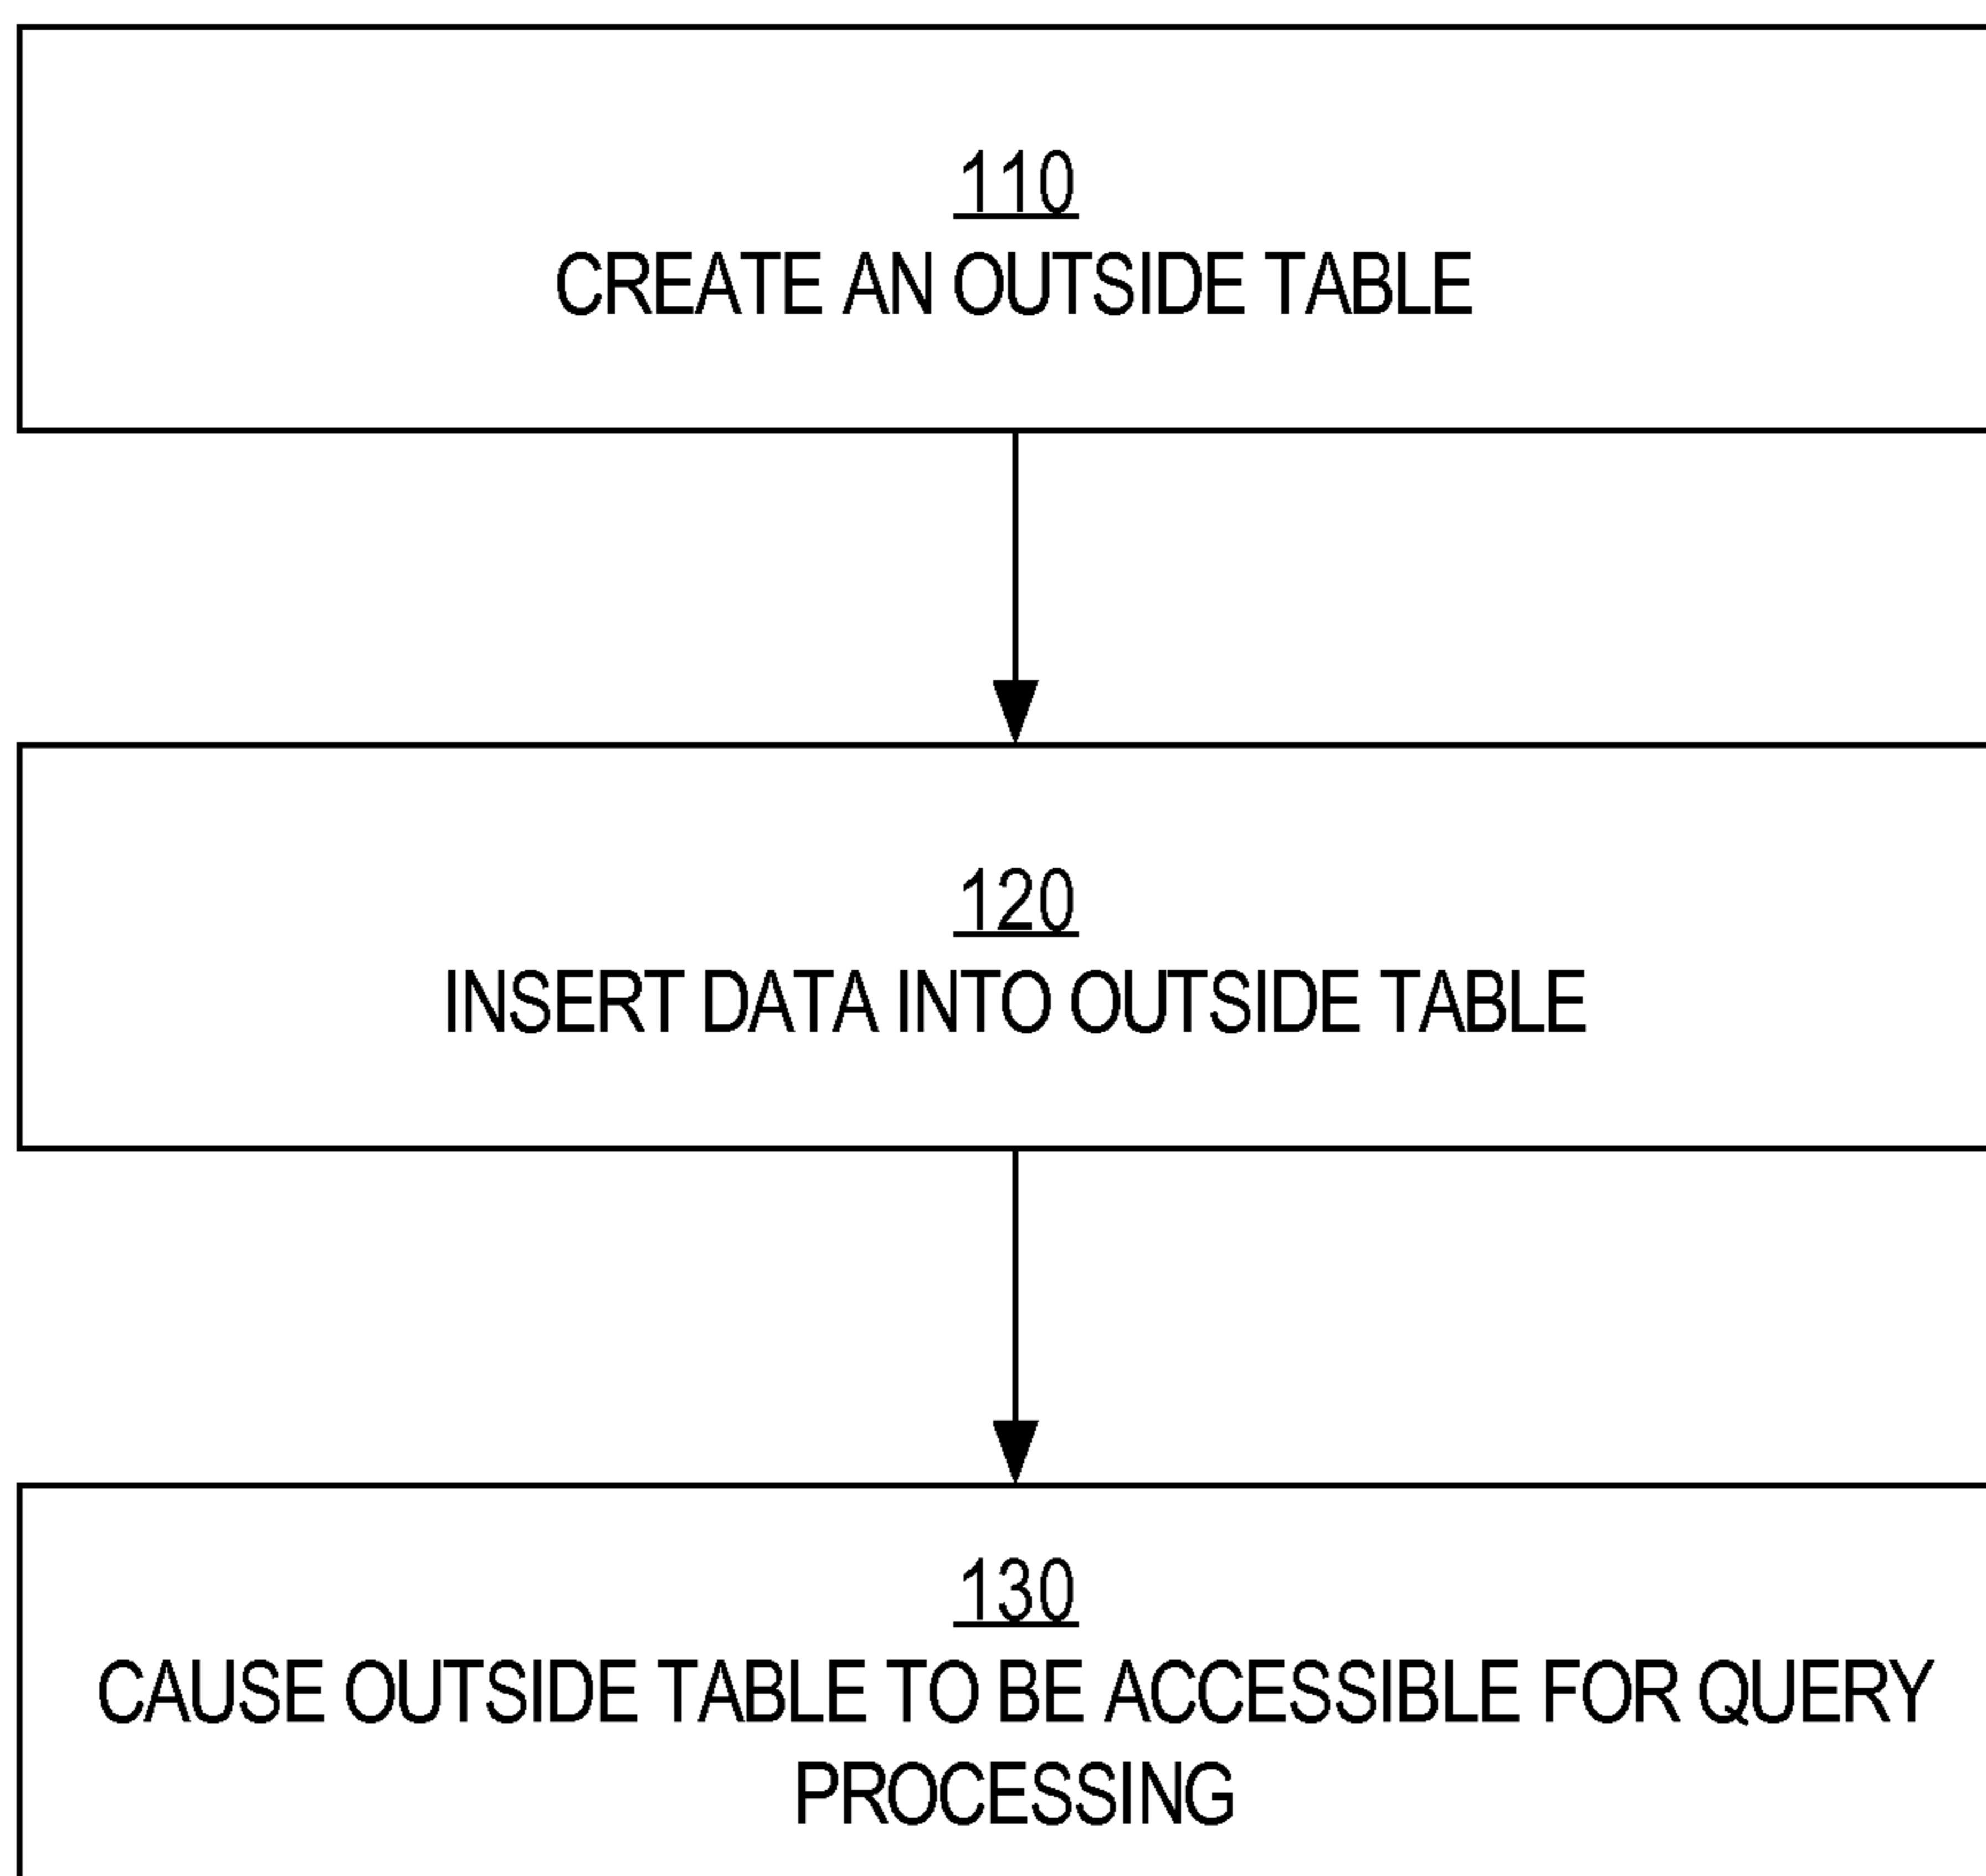 110
CREATE AN OUTSIDE TABLE
120
INSERT DATA INTO OUTSIDE TABLE
130
CAUSE OUTSIDE TABLE TO BE ACCESSIBLE FOR QUERY
PROCESSING